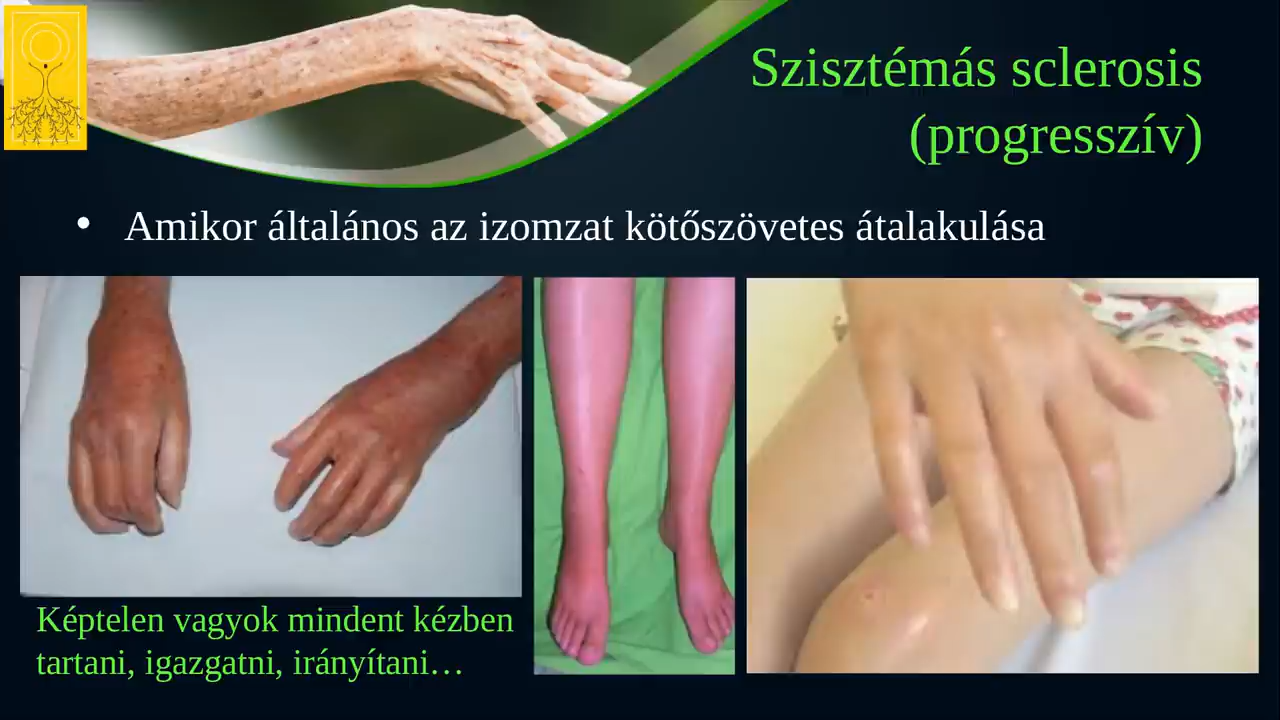 Szisztémás sclerosis
(progresszív)
• Amikor általános az izomzat kötőszövetes átalakulása
Képtelen vagyok mindent kézben
tartani, igazgatni, irányítani…